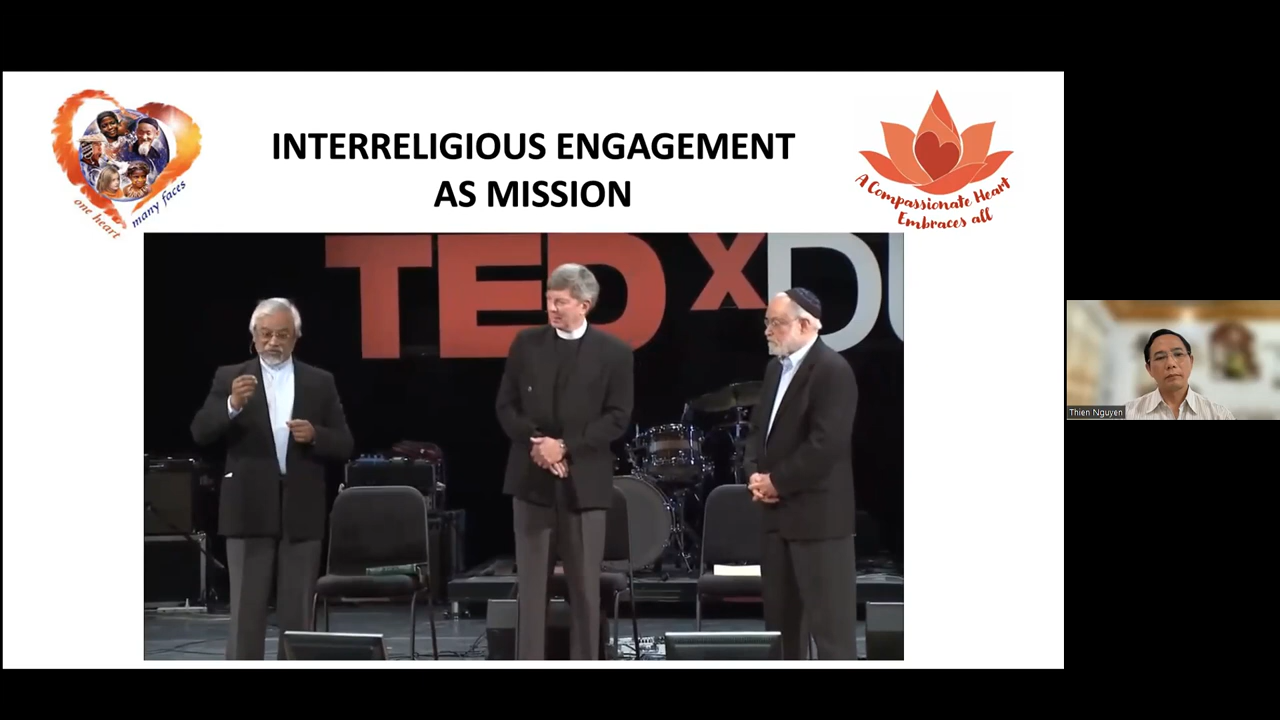 INTERRELIGIOUS ENGAGEMENT
AS MISSION
one heart
many faces
A Compassionate Heart
Embraces all
TEDxDU
Thien Nguyen